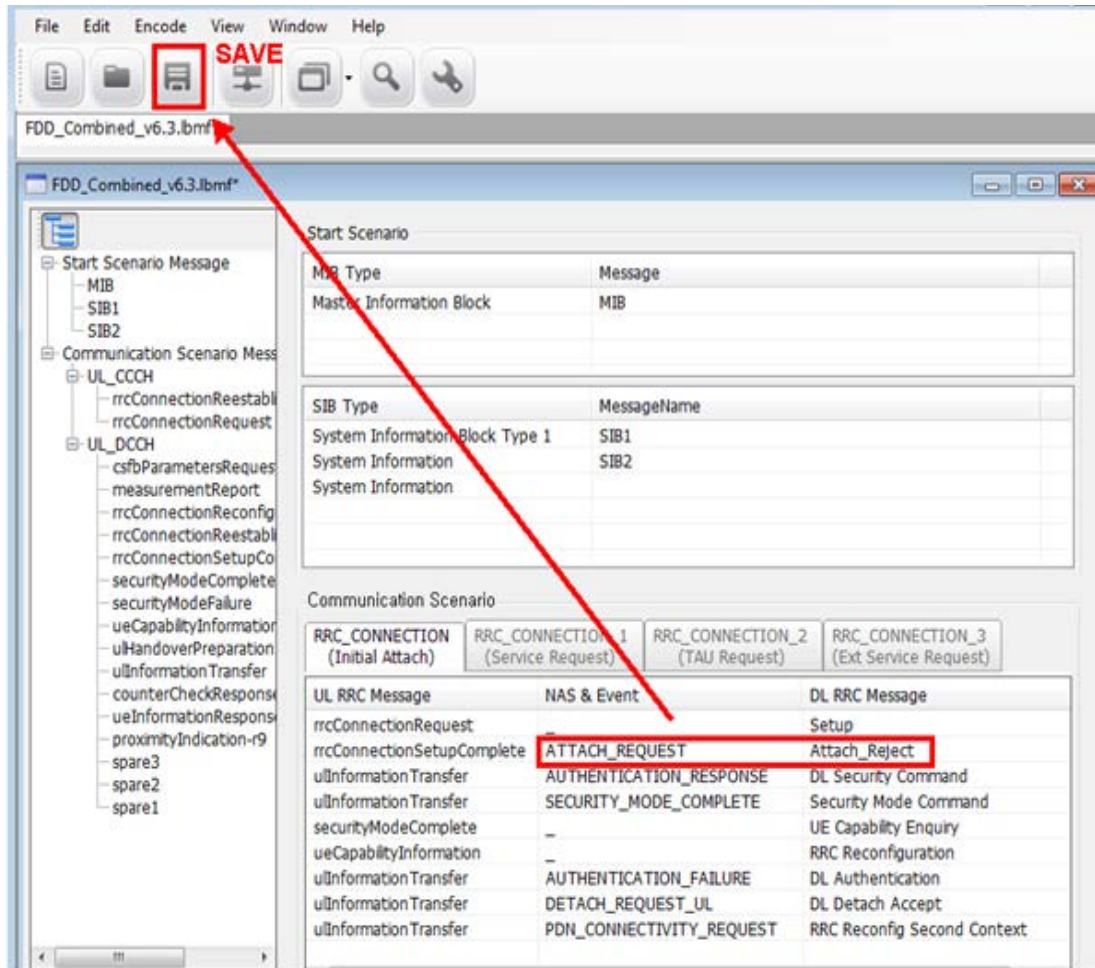 File Edit Encode View Window Help
SAVE
FDD_Combined_v6.3.lbmf*
FDD_Combined_v6.3.lbmf*
Start Scenario Message
MIB
SIB1
SIB2
Communication Scenario Mess
UL_CCCH
rrcConnectionReestabli
rrcConnectionRequest
UL_DCCH
csfbParametersReques
measurementReport
rrcConnectionReconfig
rrcConnectionReestabli
rrcConnectionSetupCo
securityModeComplete
securityModeFailure
ueCapabilityInformation
ulHandoverPreparation
ulInformationTransfer
counterCheckResponse
ueInformationResponse
proximityIndication-r9
spare3
spare2
spare1
Start Scenario
MIB Type Message
Master Information Block MIB
SIB Type MessageName
System Information Block Type 1 SIB1
System Information SIB2
System Information
Communication Scenario
RRC_CONNECTION (Initial Attach)
RRC_CONNECTION_1 (Service Request)
RRC_CONNECTION_2 (TAU Request)
RRC_CONNECTION_3 (Ext Service Request)
UL RRC Message NAS & Event DL RRC Message
rrcConnectionRequest _ Setup
rrcConnectionSetupComplete ATTACH_REQUEST Attach_Reject
ulInformationTransfer AUTHENTICATION_RESPONSE DL Security Command
ulInformationTransfer SECURITY_MODE_COMPLETE Security Mode Command
securityModeComplete _ UE Capability Enquiry
ueCapabilityInformation _ RRC Reconfiguration
ulInformationTransfer AUTHENTICATION_FAILURE DL Authentication
ulInformationTransfer DETACH_REQUEST_UL DL Detach Accept
ulInformationTransfer PDN_CONNECTIVITY_REQUEST RRC Reconfig Second Context